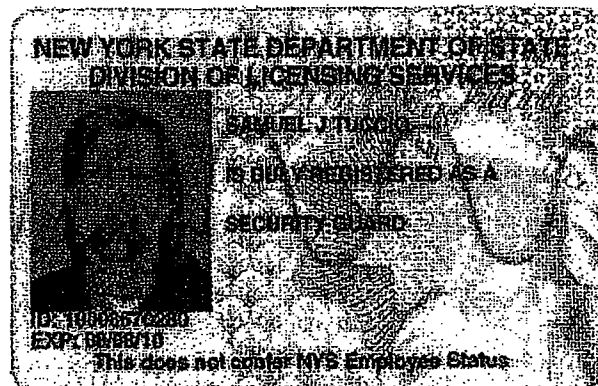 NEW YORK STATE DEPARTMENT OF STATE
DIVISION OF LICENSING SERVICES
SAMUEL J TUCCIO
IS DULY REGISTERED AS A
SECURITY GUARD
ID:
EXP:
This does not confer NYS Employee Status